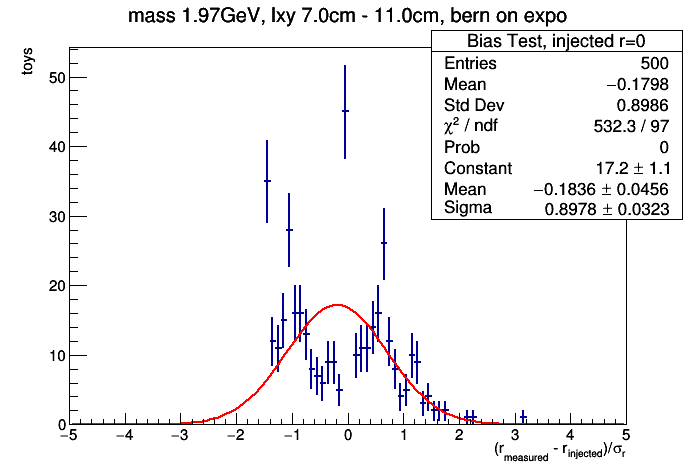 mass 1.97GeV, lxy 7.0cm - 11.0cm, bern on expo
Bias Test, injected r=0
Entries 500
Mean −0.1798
Std Dev 0.8986
χ² / ndf 532.3 / 97
Prob 0
Constant 17.2 ± 1.1
Mean −0.1836 ± 0.0456
Sigma 0.8978 ± 0.0323
toys
50
40
30
20
10
0
−5 −4 −3 −2 −1 0 1 2 3 4 5
(r_measured - r_injected)/σ_r